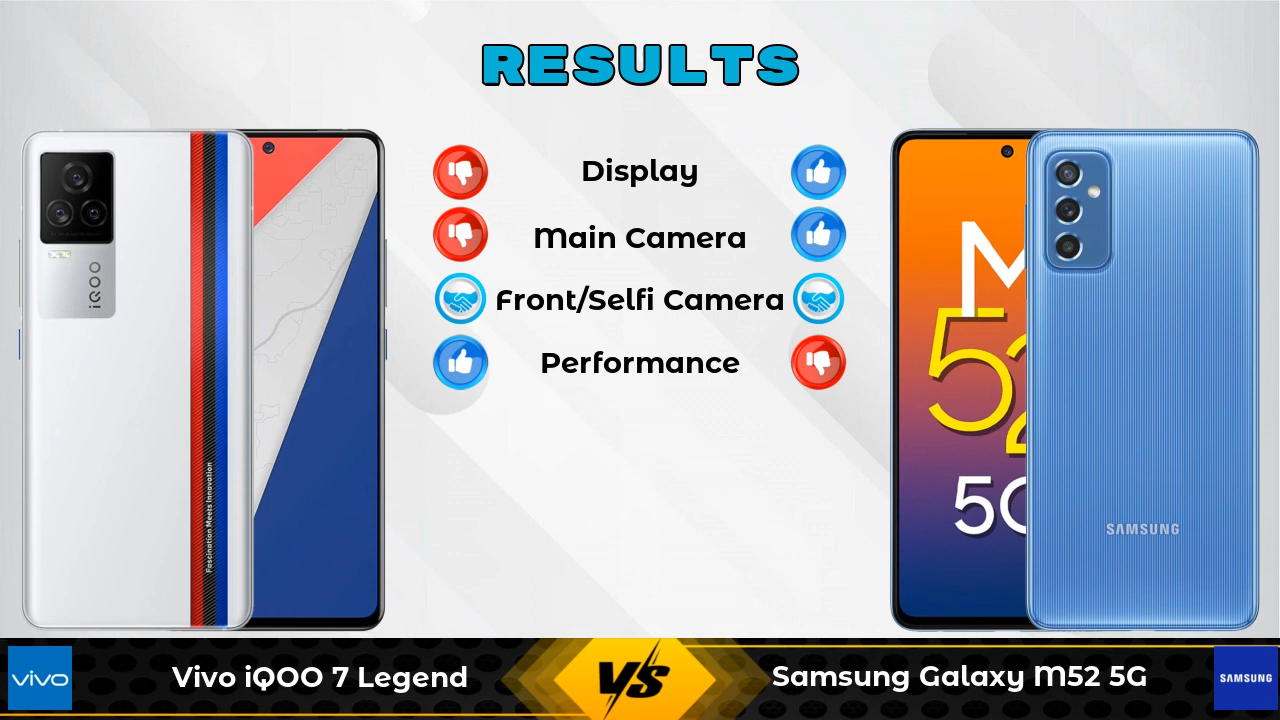 RESULTS
Display
Main Camera
Front/Selfi Camera
Performance
iQOO
Fascination Meets Innovation
M
52
5G
SAMSUNG
vivo
Vivo iQOO 7 Legend
VS
Samsung Galaxy M52 5G
SAMSUNG